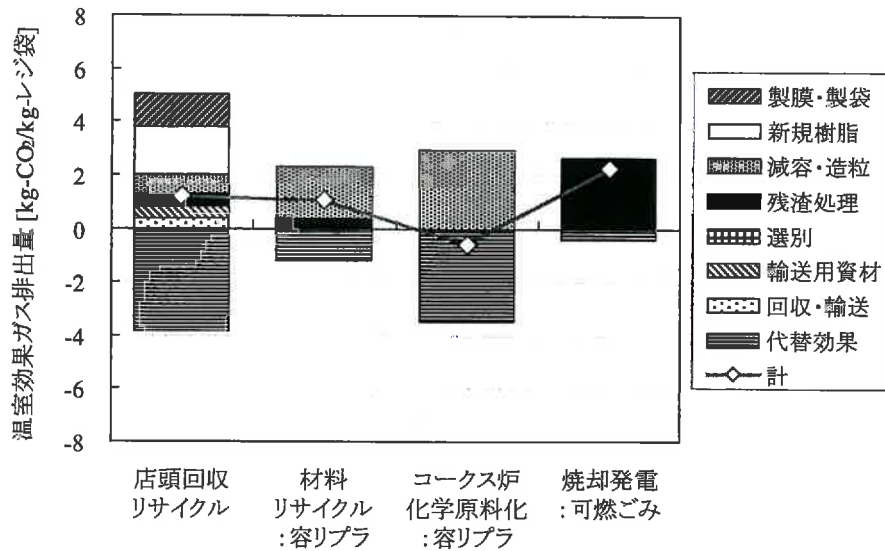 温室効果ガス排出量 [kg-CO₂/kg-レジ袋]
8
6
4
2
0
-2
-4
-6
-8
店頭回収
リサイクル
材料
リサイクル
:容リプラ
コークス炉
化学原料化
:容リプラ
焼却発電
:可燃ごみ
製膜・製袋
新規樹脂
減容・造粒
残渣処理
選別
輸送用資材
回収・輸送
代替効果
計